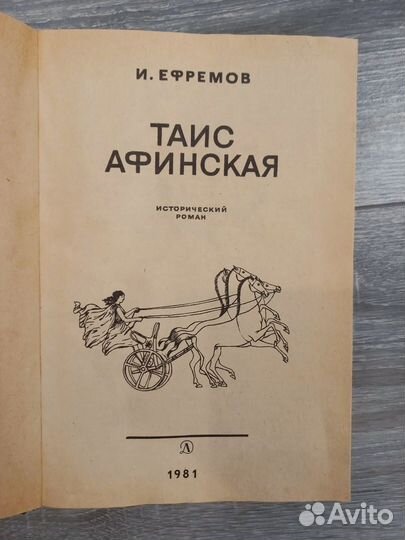 И. ЕФРЕМОВ
ТАИС
АФИНСКАЯ
ИСТОРИЧЕСКИЙ
РОМАН
Д
1981
Avito